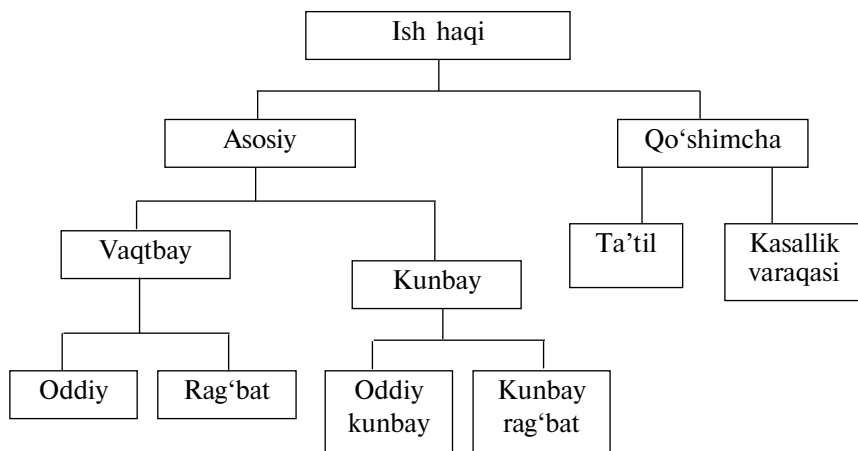 Ish haqi
Asosiy
Qo‘shimcha
Vaqtbay
Kunbay
Ta’til
Kasallik
varaqasi
Oddiy
Rag‘bat
Oddiy
kunbay
Kunbay
rag‘bat